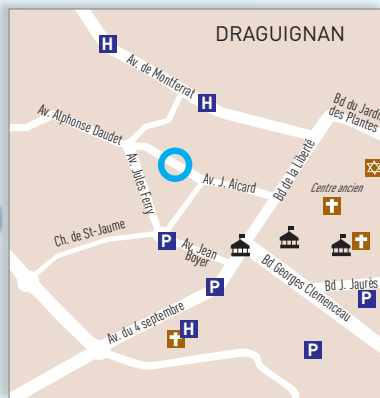 DRAGUIGNAN
H
Av. de Montferrat
H
Bd du Jardi
des Plantes
Av. Alphonse Daudet
Av. Jules Ferry
Av. J. Aicard
Bd de la Liberté
Centre ancien
Ch. de St-Jaume
P
Av. Jean
Boyer
P
Bd Georges Clemenceau
Bd J. Jaurès
P
Av. du 4 septembre
H
P